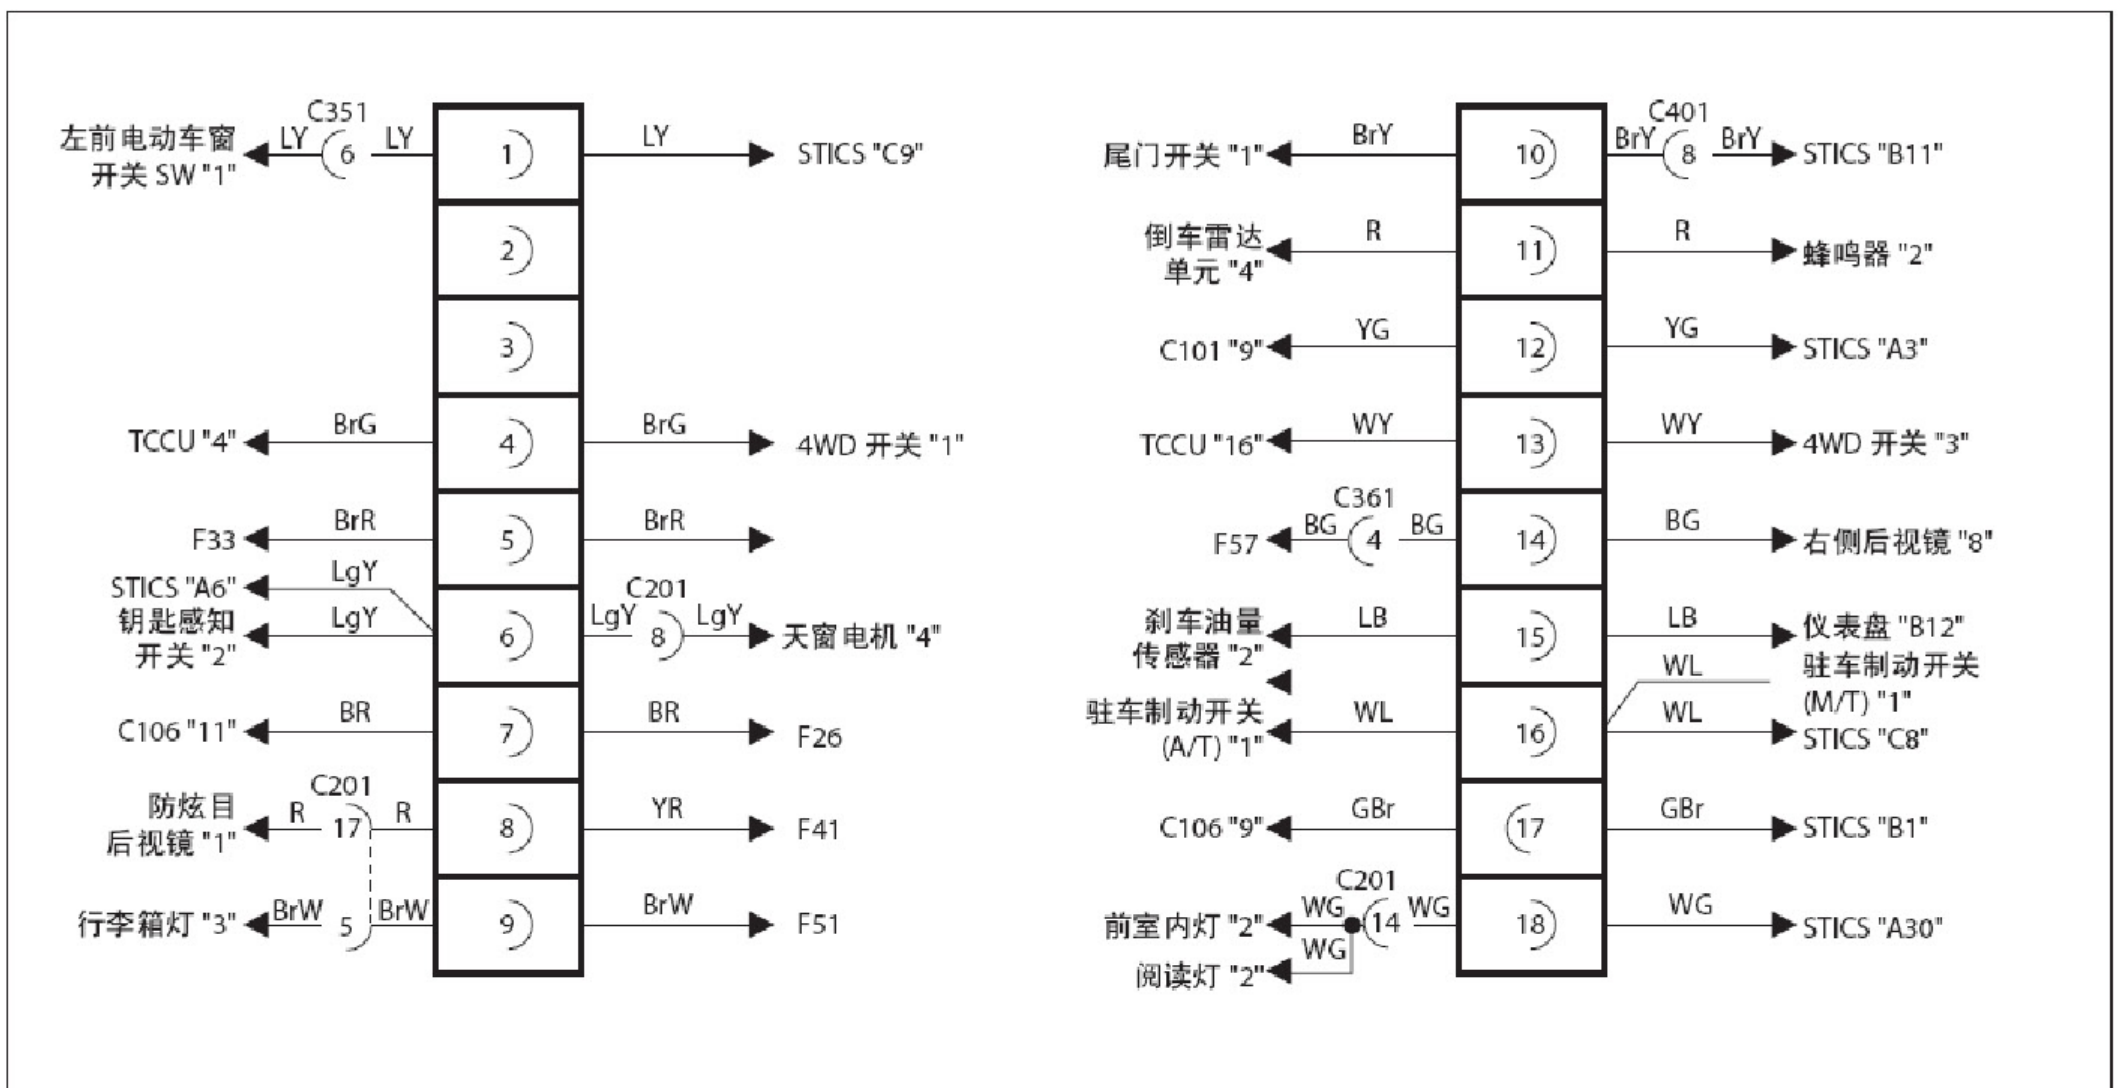 C351
左前电动车窗 LY 6 LY 1 LY STICS "C9"
开关 SW "1"
2
3
TCCU "4" BrG 4 BrG 4WD 开关 "1"
F33 BrR 5 BrR
STICS "A6" LgY C201
钥匙感知 LgY 6 LgY 8 LgY 天窗电机 "4"
开关 "2"
C106 "11" BR 7 BR F26
C201
防炫目 R 17 R 8 YR F41
后视镜 "1"
行李箱灯 "3" BrW 5 BrW 9 BrW F51
C401
尾门开关 "1" BrY 10 BrY 8 BrY STICS "B11"
倒车雷达 R 11 R 蜂鸣器 "2"
单元 "4"
C101 "9" YG 12 YG STICS "A3"
TCCU "16" WY 13 WY 4WD 开关 "3"
C361
F57 BG 4 BG 14 BG 右侧后视镜 "8"
刹车油量 LB 15 LB 仪表盘 "B12"
传感器 "2"
WL 驻车制动开关
(M/T) "1"
驻车制动开关 WL 16 WL STICS "C8"
(A/T) "1"
C106 "9" GBr 17 GBr STICS "B1"
C201
前室内灯 "2" WG 14 WG 18 WG STICS "A30"
阅读灯 "2" WG